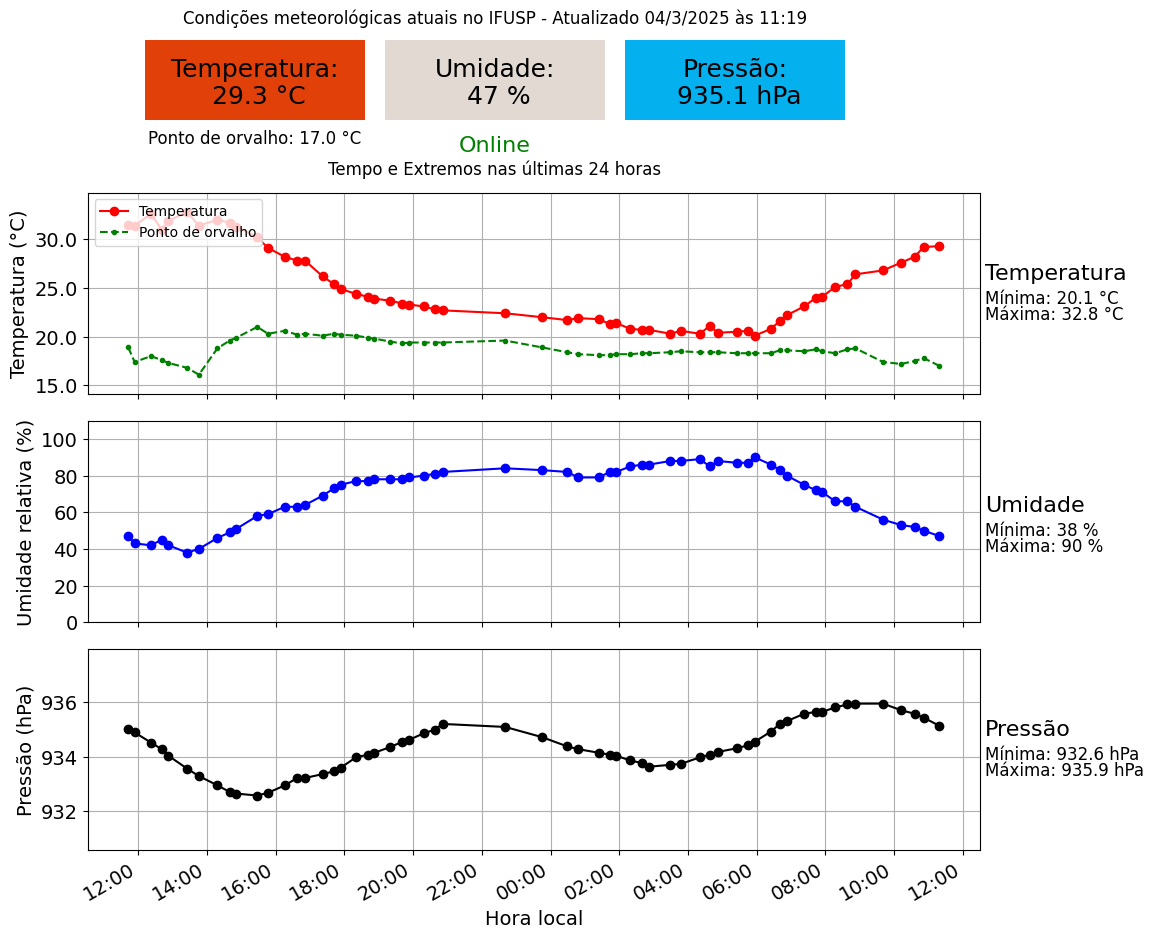 Condições meteorológicas atuais no IFUSP - Atualizado 04/3/2025 às 11:19
Temperatura:
29.3 °C
Umidade:
47 %
Pressão:
935.1 hPa
Ponto de orvalho: 17.0 °C
Online
Tempo e Extremos nas últimas 24 horas
Temperatura (°C)
30.0
25.0
20.0
15.0
Temperatura
Ponto de orvalho
Temperatura
Mínima: 20.1 °C
Máxima: 32.8 °C
Umidade relativa (%)
100
80
60
40
20
0
Umidade
Mínima: 38 %
Máxima: 90 %
Pressão (hPa)
936
934
932
Pressão
Mínima: 932.6 hPa
Máxima: 935.9 hPa
12:00
14:00
16:00
18:00
20:00
22:00
00:00
02:00
04:00
06:00
08:00
10:00
12:00
Hora local